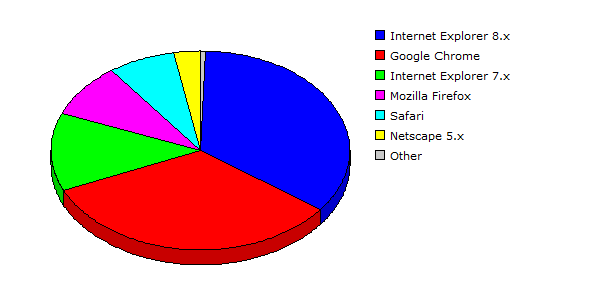 Internet Explorer 8.x
Google Chrome
Internet Explorer 7.x
Mozilla Firefox
Safari
Netscape 5.x
Other